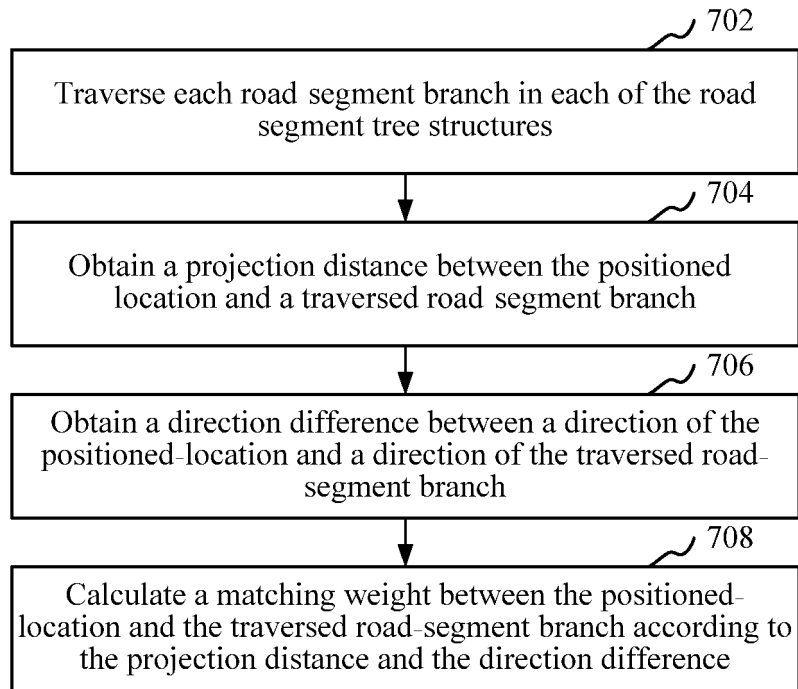 702
Traverse each road segment branch in each of the road
segment tree structures
704
Obtain a projection distance between the positioned
location and a traversed road segment branch
706
Obtain a direction difference between a direction of the
positioned-location and a direction of the traversed road-
segment branch
708
Calculate a matching weight between the positioned-
location and the traversed road-segment branch according to
the projection distance and the direction difference